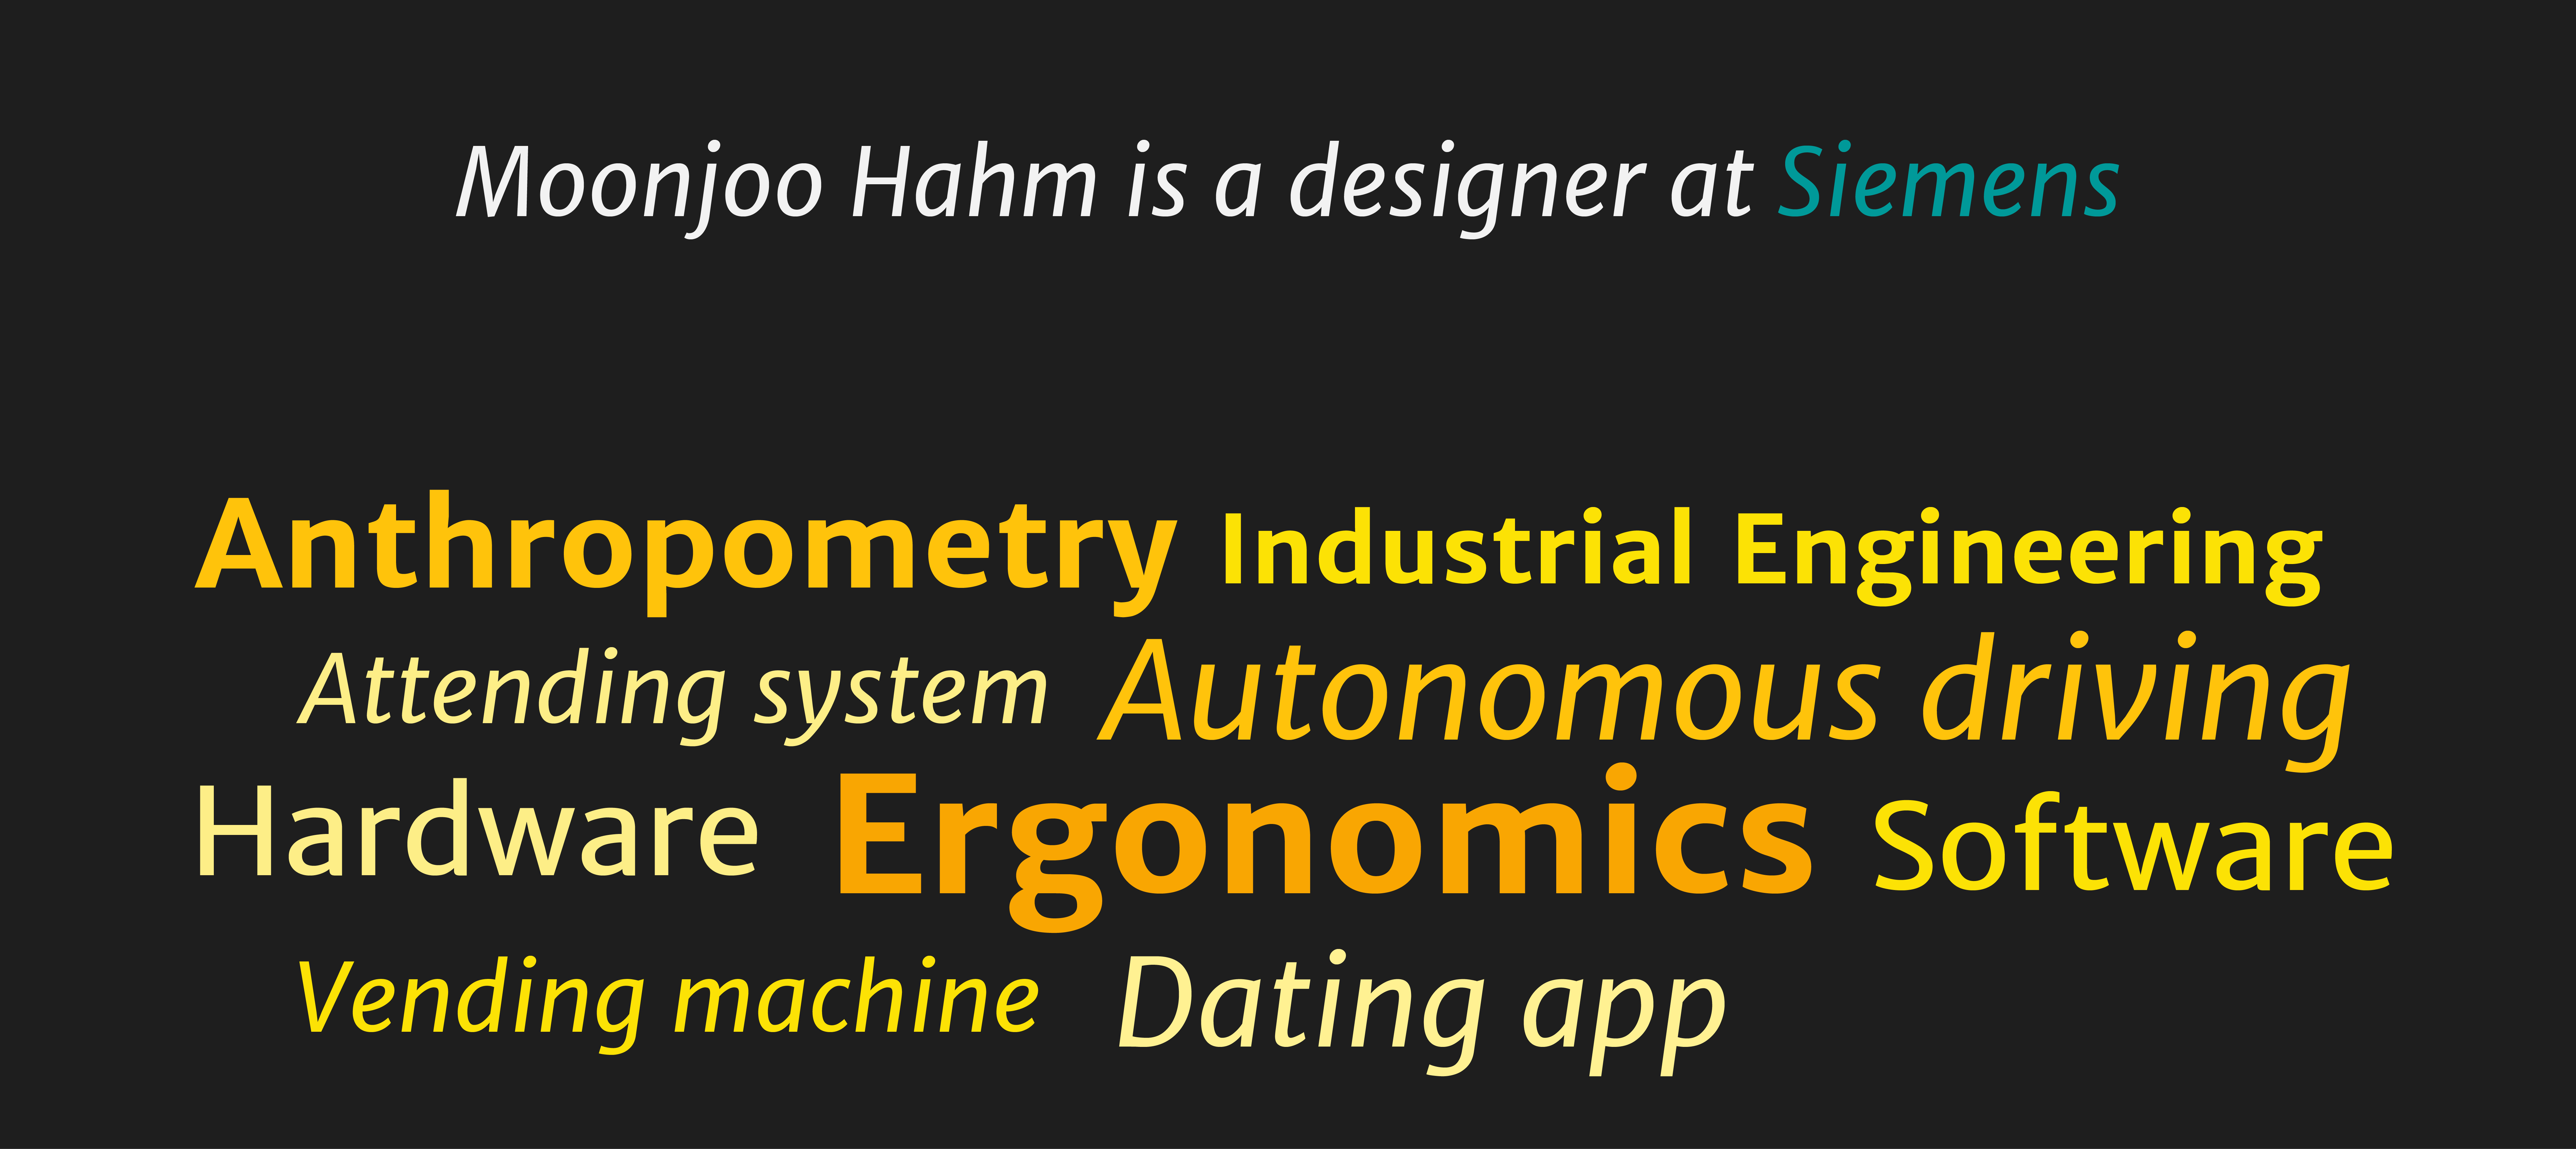 Moonjoo Hahm is a designer at Siemens
Anthropometry Industrial Engineering
Attending system Autonomous driving
Hardware Ergonomics Software
Vending machine Dating app